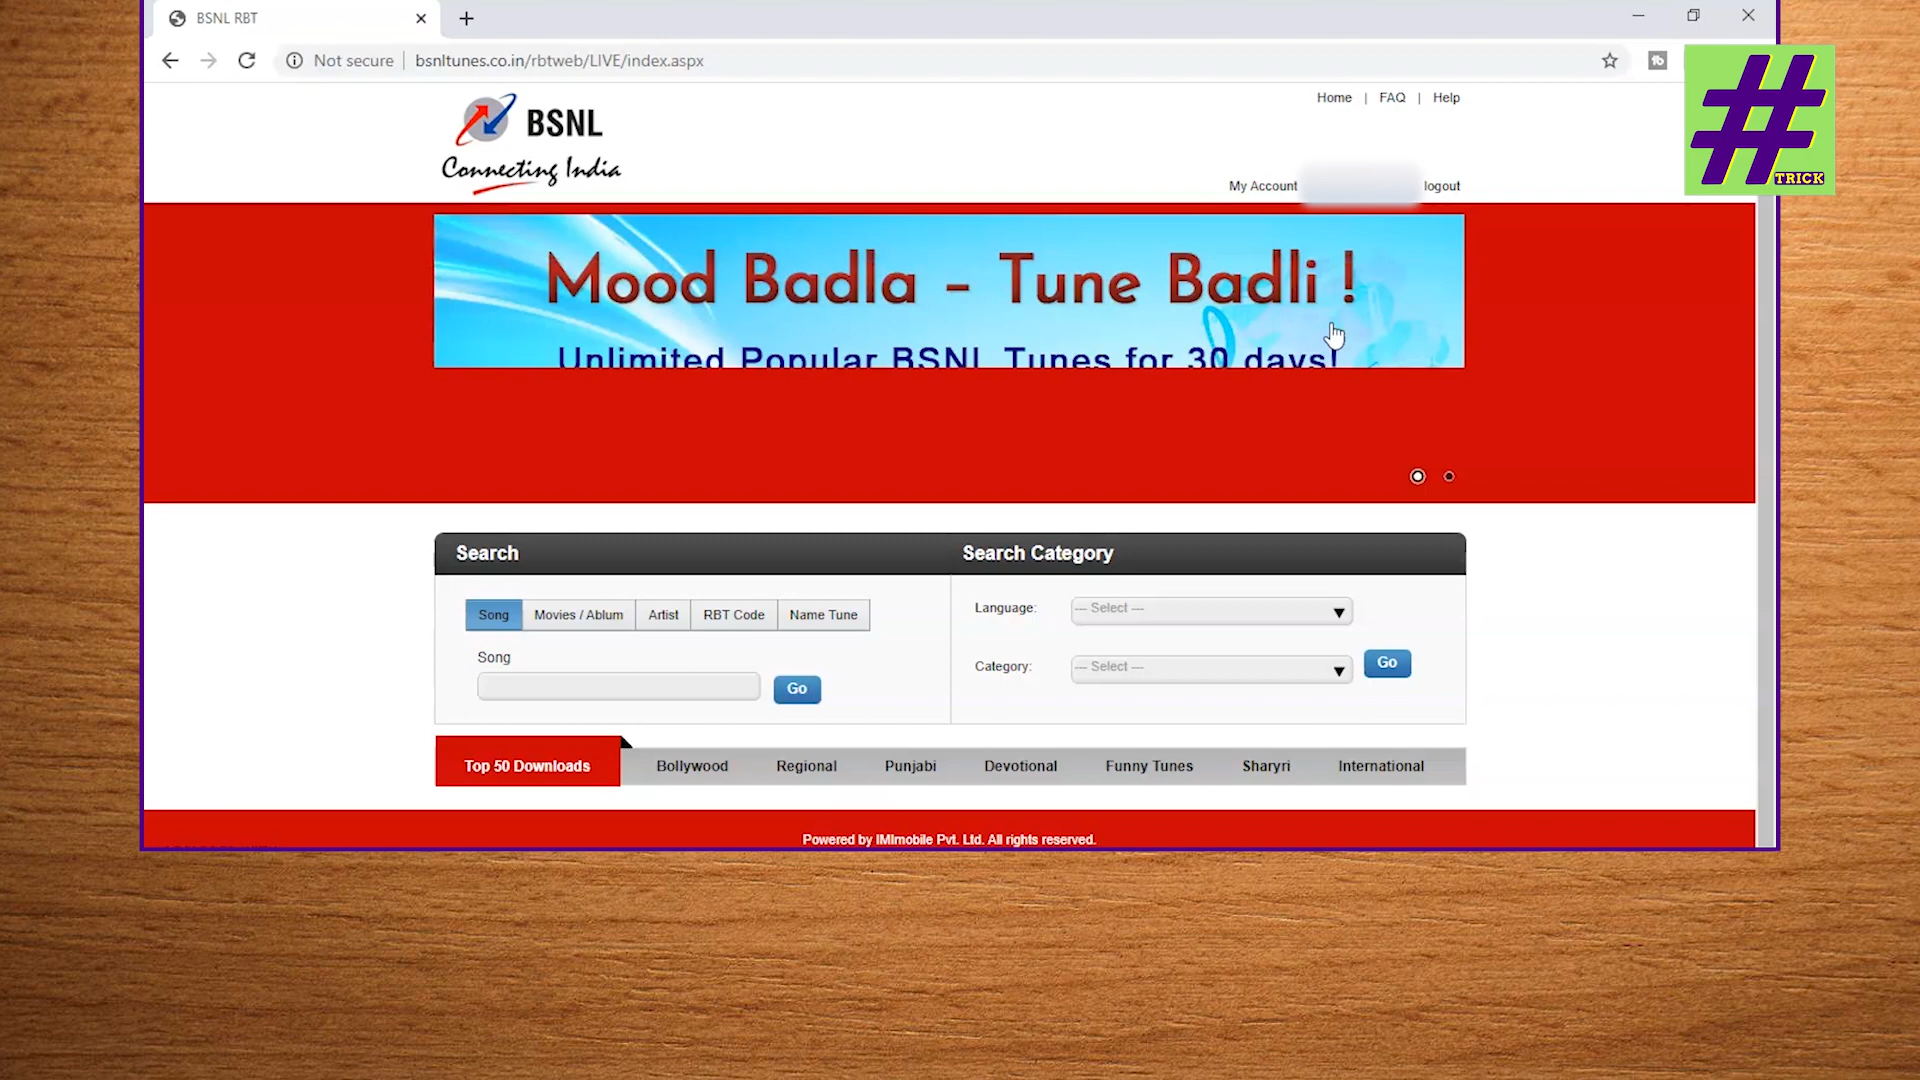 BSNL RBT
Not secure
bsnltunes.co.in/rbtweb/LIVE/index.aspx
TRICK
Home | FAQ | Help
BSNL
Connecting India
My Account
logout
Mood Badla - Tune Badli !
Unlimited Popular BSNL Tunes for 30 days!
Search
Search Category
Song
Movies / Ablum
Artist
RBT Code
Name Tune
Language:
--- Select ---
Song
Go
Category:
--- Select ---
Go
Top 50 Downloads
Bollywood
Regional
Punjabi
Devotional
Funny Tunes
Sharyri
International
Powered by IMImobile Pvt. Ltd. All rights reserved.